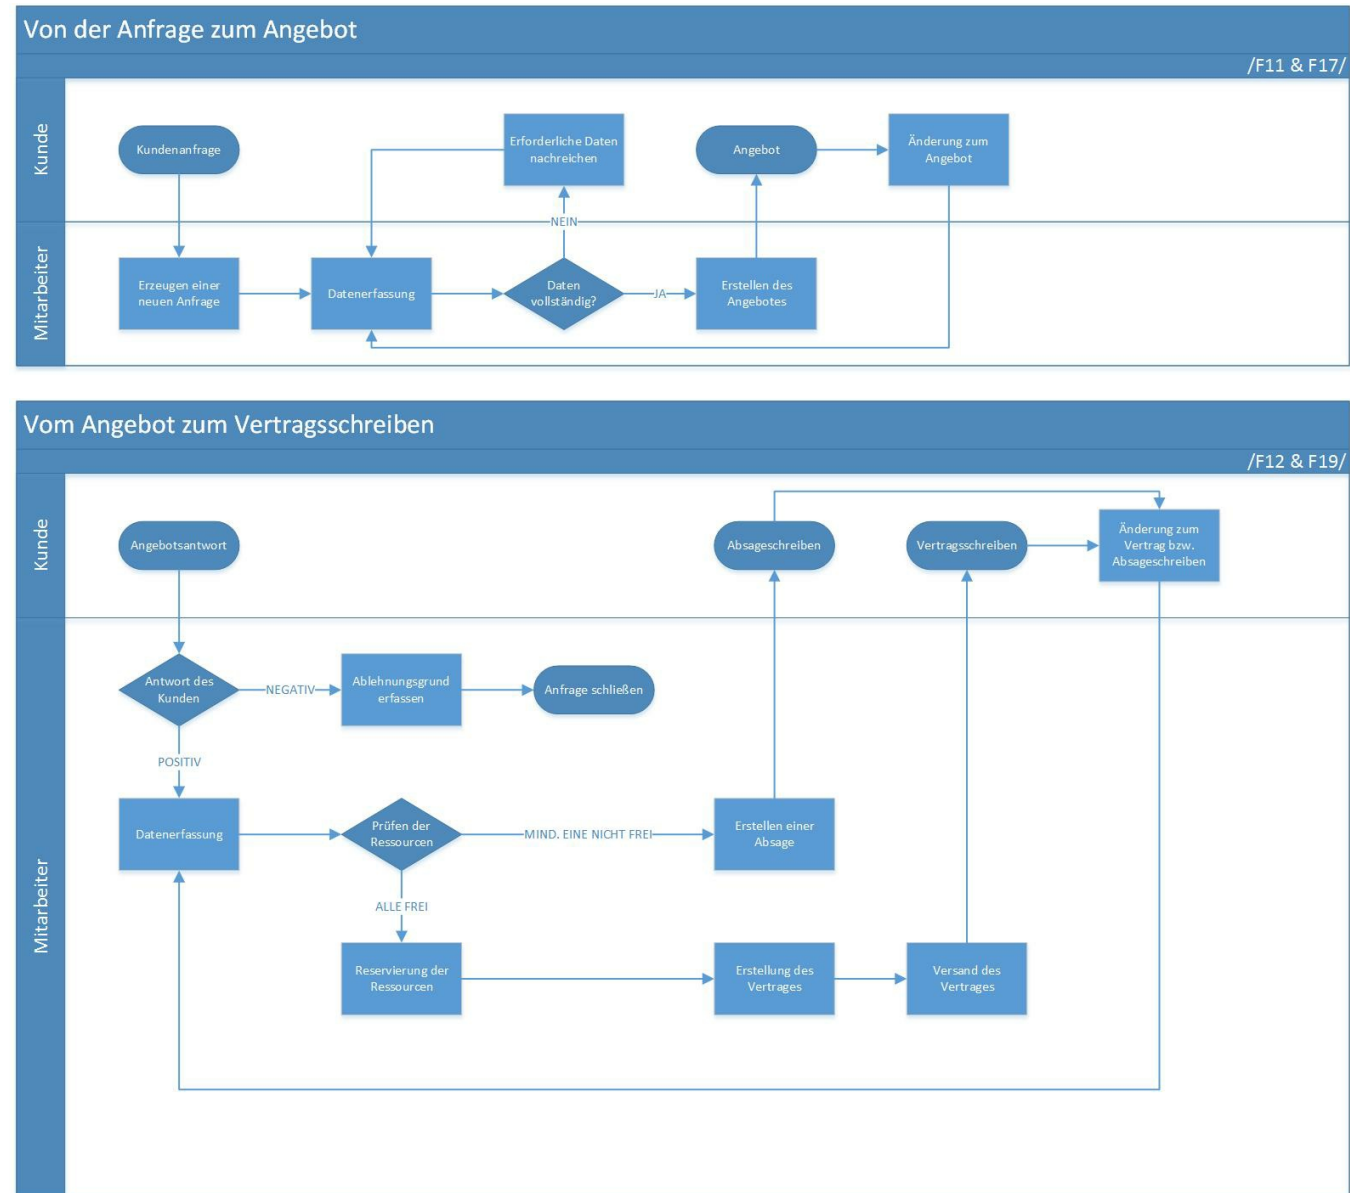 Von der Anfrage zum Angebot
/F11 & F17/
Kunde
Kundenanfrage
Erforderliche Daten
nachreichen
Angebot
Änderung zum
Angebot
NEIN
Mitarbeiter
Erzeugen einer
neuen Anfrage
Datenerfassung
Daten
vollständig?
JA
Erstellen des
Angebotes
Vom Angebot zum Vertragsschreiben
/F12 & F19/
Kunde
Angebotsantwort
Absageschreiben
Vertragsschreiben
Änderung zum
Vertrag bzw.
Absageschreiben
Mitarbeiter
Antwort des
Kunden
NEGATIV
Ablehnungsgrund
erfassen
Anfrage schließen
POSITIV
Datenerfassung
Prüfen der
Ressourcen
MIND. EINE NICHT FREI
Erstellen einer
Absage
ALLE FREI
Reservierung der
Ressourcen
Erstellung des
Vertrages
Versand des
Vertrages